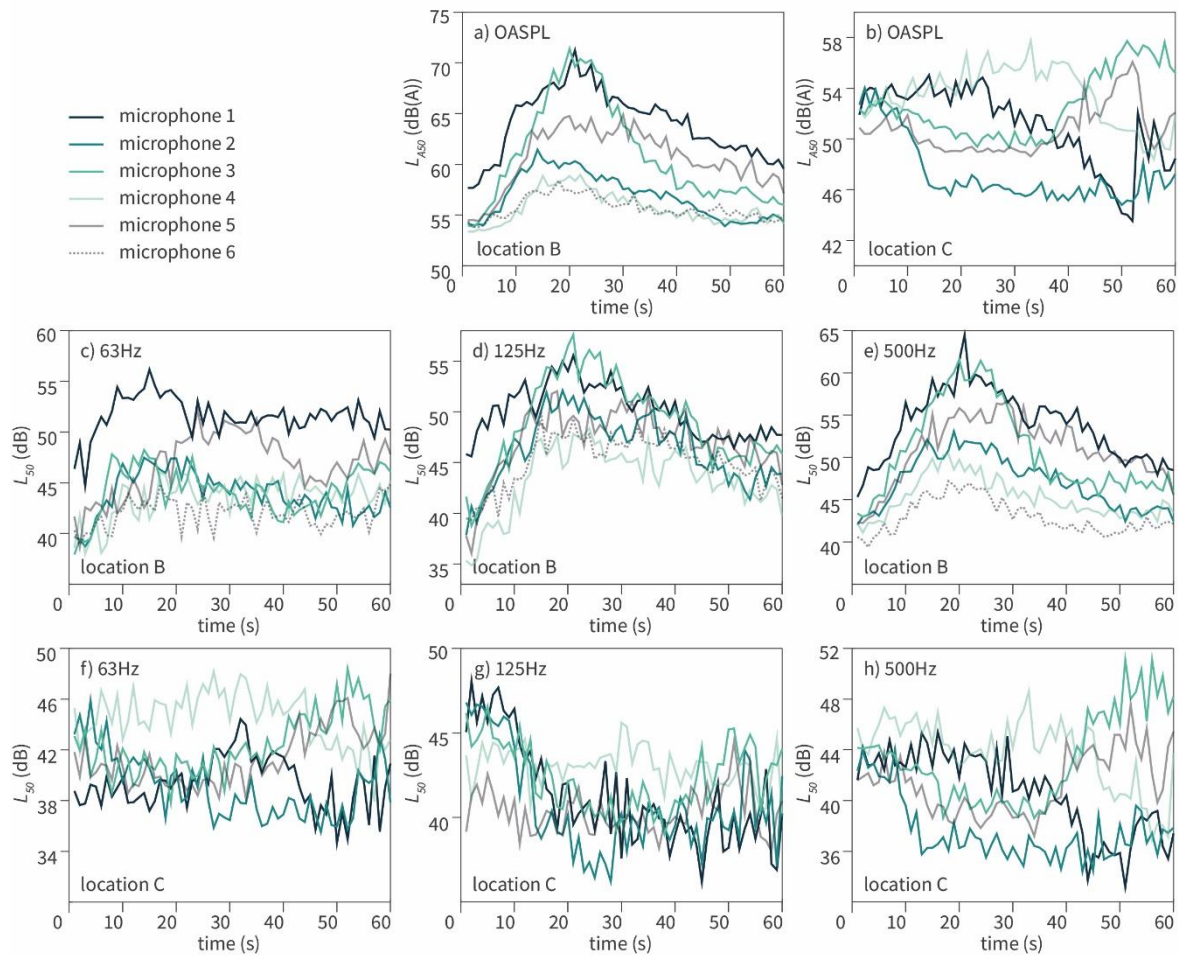 microphone 1
microphone 2
microphone 3
microphone 4
microphone 5
microphone 6
a) OASPL
L_A50 (dB(A))
75
70
65
60
55
50
location B
0 10 20 30 40 50 60
time (s)
b) OASPL
L_A50 (dB(A))
58
54
50
46
42
location C
0 10 20 30 40 50 60
time (s)
c) 63Hz
L_50 (dB)
60
55
50
45
40
location B
0 10 20 30 40 50 60
time (s)
d) 125Hz
L_50 (dB)
55
50
45
40
35
location B
0 10 20 30 40 50 60
time (s)
e) 500Hz
L_50 (dB)
65
60
55
50
45
40
location B
0 10 20 30 40 50 60
time (s)
f) 63Hz
L_50 (dB)
50
46
42
38
34
location C
0 10 20 30 40 50 60
time (s)
g) 125Hz
L_50 (dB)
50
45
40
location C
0 10 20 30 40 50 60
time (s)
h) 500Hz
L_50 (dB)
52
48
44
40
36
location C
0 10 20 30 40 50 60
time (s)